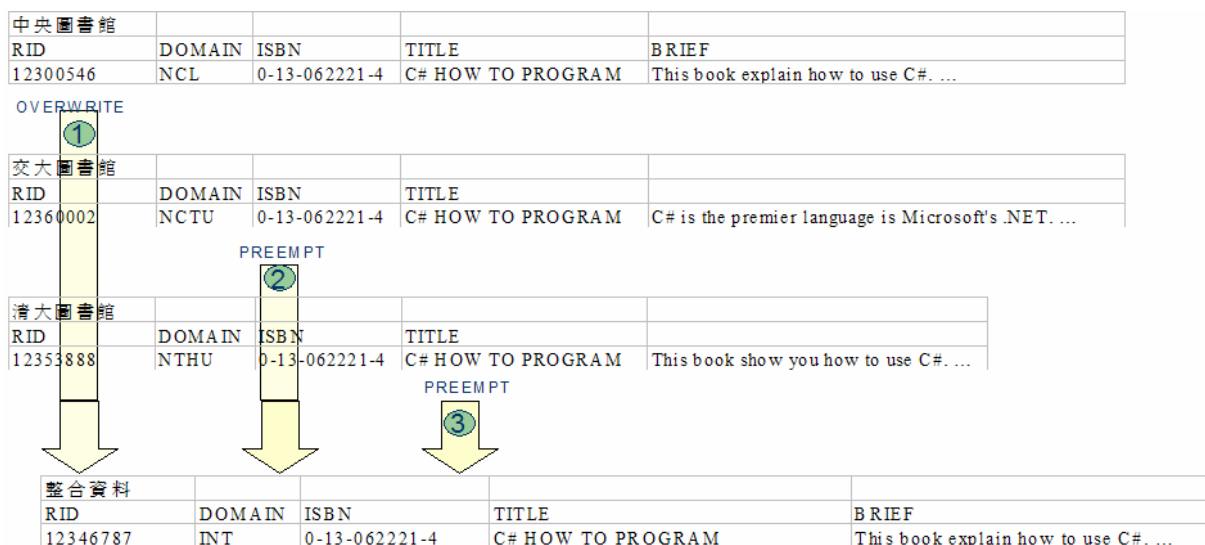 中央圖書館
RID DOMAIN ISBN TITLE BRIEF
12300546 NCL 0-13-062221-4 C# HOW TO PROGRAM This book explain how to use C#. ...
OVERWRITE
1
交大圖書館
RID DOMAIN ISBN TITLE
12360002 NCTU 0-13-062221-4 C# HOW TO PROGRAM C# is the premier language is Microsoft's .NET. ...
PREEMPT
2
清大圖書館
RID DOMAIN ISBN TITLE
12353888 NTHU 0-13-062221-4 C# HOW TO PROGRAM This book show you how to use C#. ...
PREEMPT
3
整合資料
RID DOMAIN ISBN TITLE BRIEF
12346787 INT 0-13-062221-4 C# HOW TO PROGRAM This book explain how to use C#. ...